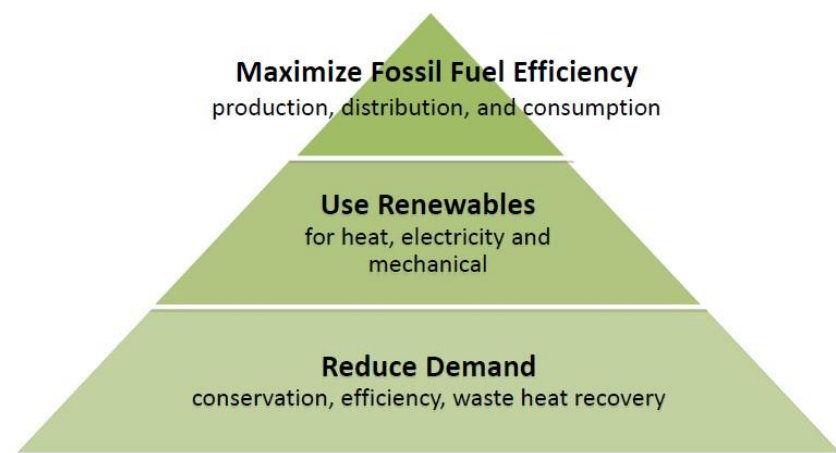 Maximize Fossil Fuel Efficiency
production, distribution, and consumption
Use Renewables
for heat, electricity and
mechanical
Reduce Demand
conservation, efficiency, waste heat recovery